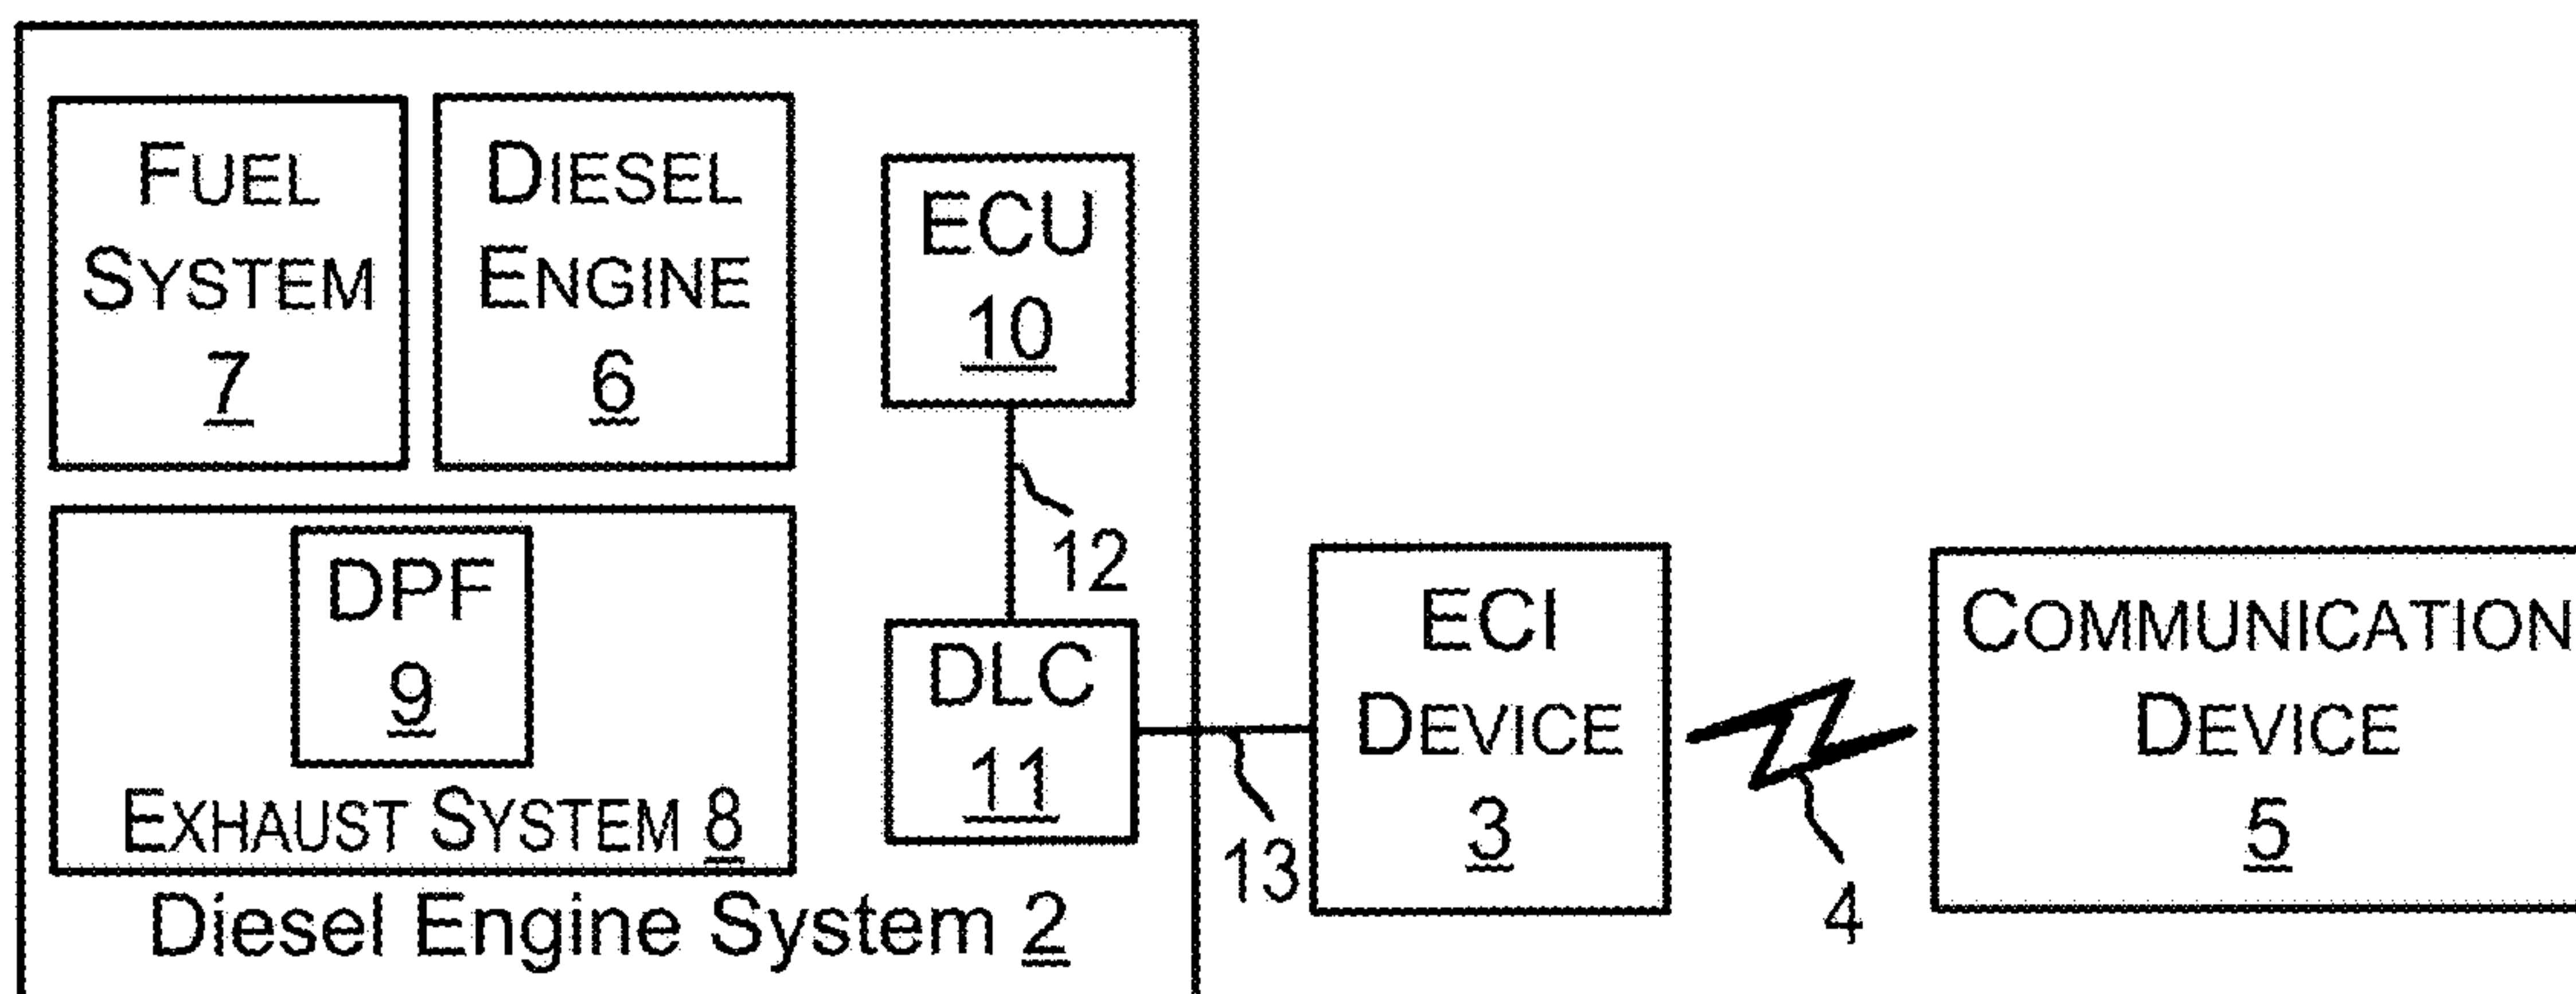 FUEL
SYSTEM
7
DIESEL
ENGINE
6
ECU
10
12
DPF
9
EXHAUST SYSTEM 8
DLC
11
13
ECI
DEVICE
3
4
COMMUNICATION
DEVICE
5
Diesel Engine System 2